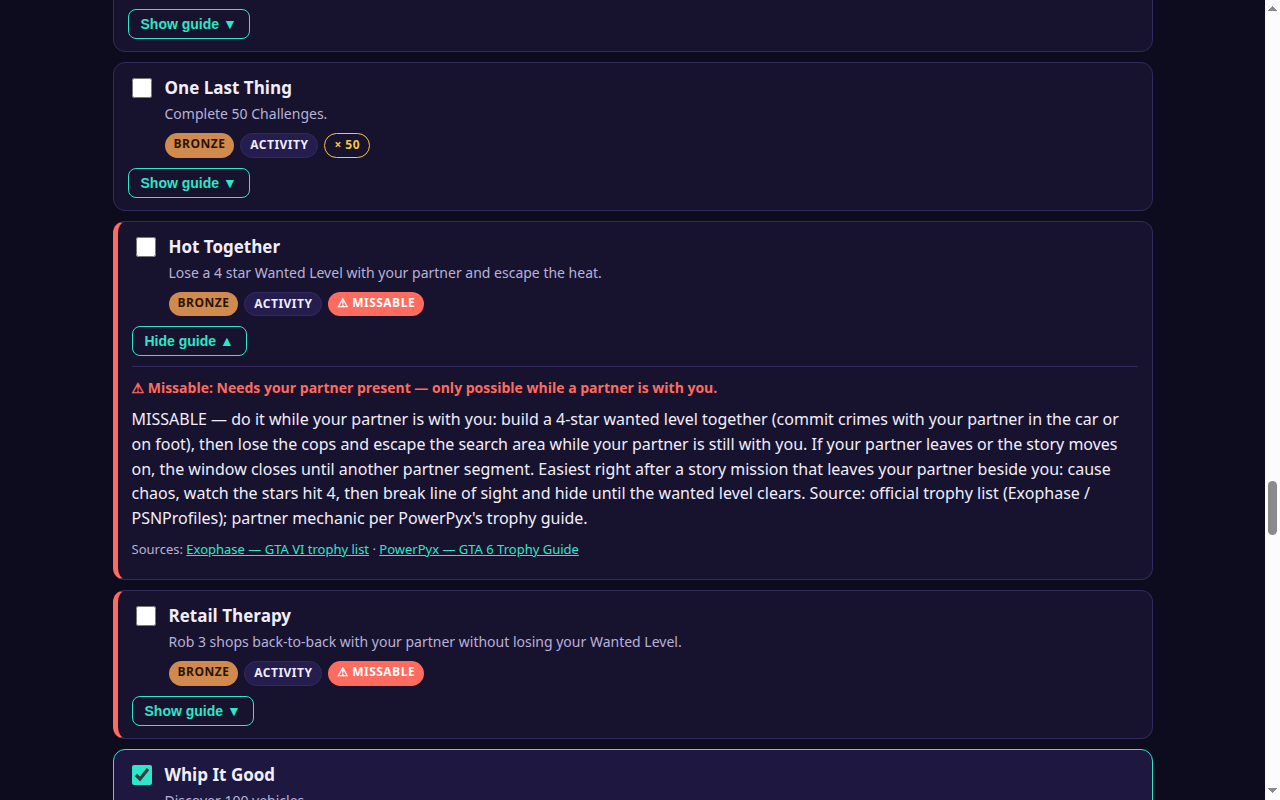 Show guide ▼
One Last Thing
Complete 50 Challenges.
BRONZE ACTIVITY × 50
Show guide ▼
Hot Together
Lose a 4 star Wanted Level with your partner and escape the heat.
BRONZE ACTIVITY ⚠ MISSABLE
Hide guide ▲
⚠ Missable: Needs your partner present — only possible while a partner is with you.
MISSABLE — do it while your partner is with you: build a 4-star wanted level together (commit crimes with your partner in the car or
on foot), then lose the cops and escape the search area while your partner is still with you. If your partner leaves or the story moves
on, the window closes until another partner segment. Easiest right after a story mission that leaves your partner beside you: cause
chaos, watch the stars hit 4, then break line of sight and hide until the wanted level clears. Source: official trophy list (Exophase /
PSNProfiles); partner mechanic per PowerPyx's trophy guide.
Sources: Exophase — GTA VI trophy list · PowerPyx — GTA 6 Trophy Guide
Retail Therapy
Rob 3 shops back-to-back with your partner without losing your Wanted Level.
BRONZE ACTIVITY ⚠ MISSABLE
Show guide ▼
Whip It Good
Discover 100 vehicles.